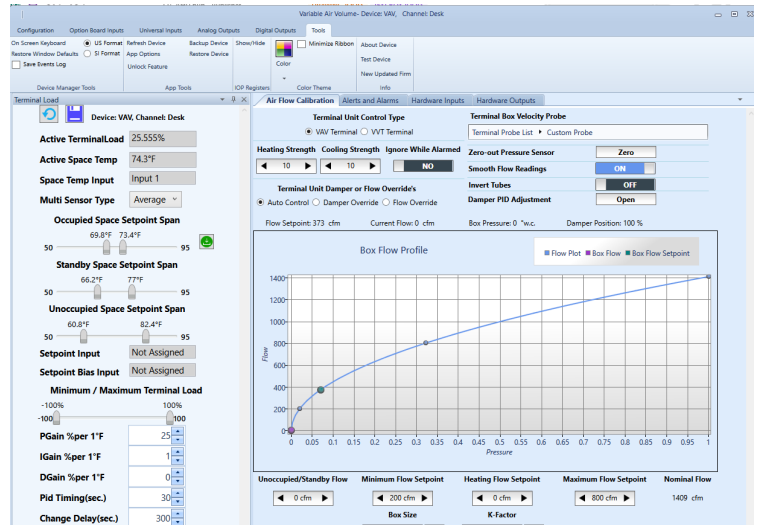 Variable Air Volume- Device: VAV, Channel: Desk
Configuration Option Board Inputs Universal Inputs Analog Outputs Digital Outputs Tools
On Screen Keyboard US Format Refresh Device Backup Device Show/Hide Minimize Ribbon About Device
Restore Window Defaults SI Format App Options Restore Device Test Device
Save Events Log Unlock Feature Color New Updated Firm
Device Manager Tools App Tools IOP Registers Color Theme Info
Terminal Load
Device: VAV, Channel: Desk
Active TerminalLoad 25.555%
Active Space Temp 74.3°F
Space Temp Input Input 1
Multi Sensor Type Average
Occupied Space Setpoint Span
69.8°F 73.4°F
50 95
Standby Space Setpoint Span
66.2°F 77°F
50 95
Unoccupied Space Setpoint Span
60.8°F 82.4°F
50 95
Setpoint Input Not Assigned
Setpoint Bias Input Not Assigned
Minimum / Maximum Terminal Load
-100% 100%
-100 100
PGain %per 1°F 25
IGain %per 1°F 1
DGain %per 1°F 0
Pid Timing(sec.) 30
Change Delay(sec.) 300
Air Flow Calibration Alerts and Alarms Hardware Inputs Hardware Outputs
Terminal Unit Control Type
VAV Terminal VVT Terminal
Heating Strength Cooling Strength Ignore While Alarmed
10 10 NO
Terminal Unit Damper or Flow Override's
Auto Control Damper Override Flow Override
Terminal Box Velocity Probe
Terminal Probe List Custom Probe
Zero-out Pressure Sensor Zero
Smooth Flow Readings ON
Invert Tubes OFF
Damper PID Adjustment Open
Flow Setpoint: 373 cfm Current Flow: 0 cfm Box Pressure: 0 "w.c. Damper Position: 100 %
Box Flow Profile
Flow Plot Box Flow Box Flow Setpoint
1400
1200
1000
800
600
400
200
0
Flow
0 0.05 0.1 0.15 0.2 0.25 0.3 0.35 0.4 0.45 0.5 0.55 0.6 0.65 0.7 0.75 0.8 0.85 0.9 0.95 1
Pressure
Unoccupied/Standby Flow Minimum Flow Setpoint Heating Flow Setpoint Maximum Flow Setpoint Nominal Flow
0 cfm 200 cfm 0 cfm 800 cfm 1409 cfm
Box Size K-Factor